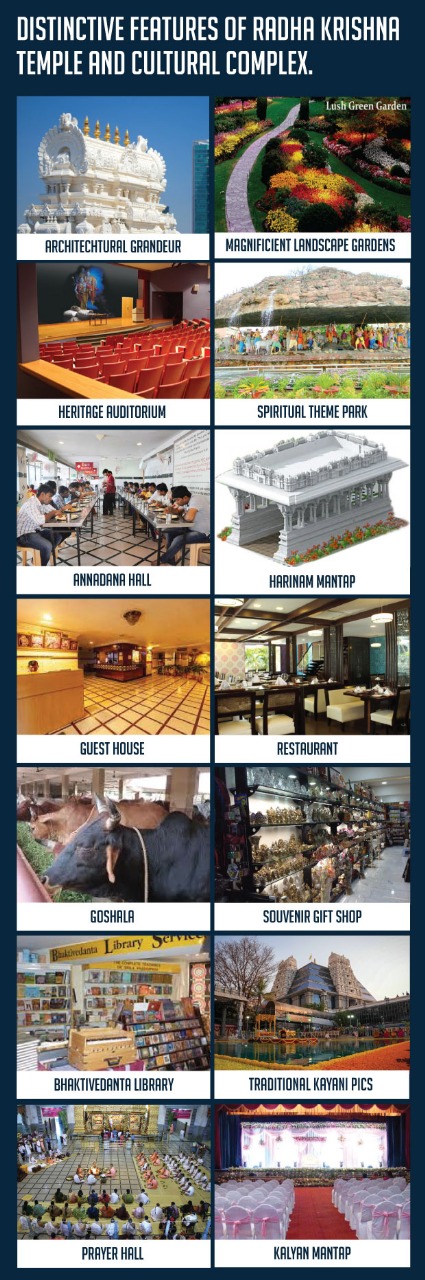 DISTINCTIVE FEATURES OF RADHA KRISHNA
TEMPLE AND CULTURAL COMPLEX.
Lush Green Garden
ARCHITECHTURAL GRANDEUR
MAGNIFICIENT LANDSCAPE GARDENS
HERITAGE AUDITORIUM
SPIRITUAL THEME PARK
ANNADANA HALL
HARINAM MANTAP
GUEST HOUSE
RESTAURANT
GOSHALA
SOUVENIR GIFT SHOP
Bhaktivedanta Library Service
BHAKTIVEDANTA LIBRARY
TRADITIONAL KAYANI PICS
PRAYER HALL
KALYAN MANTAP